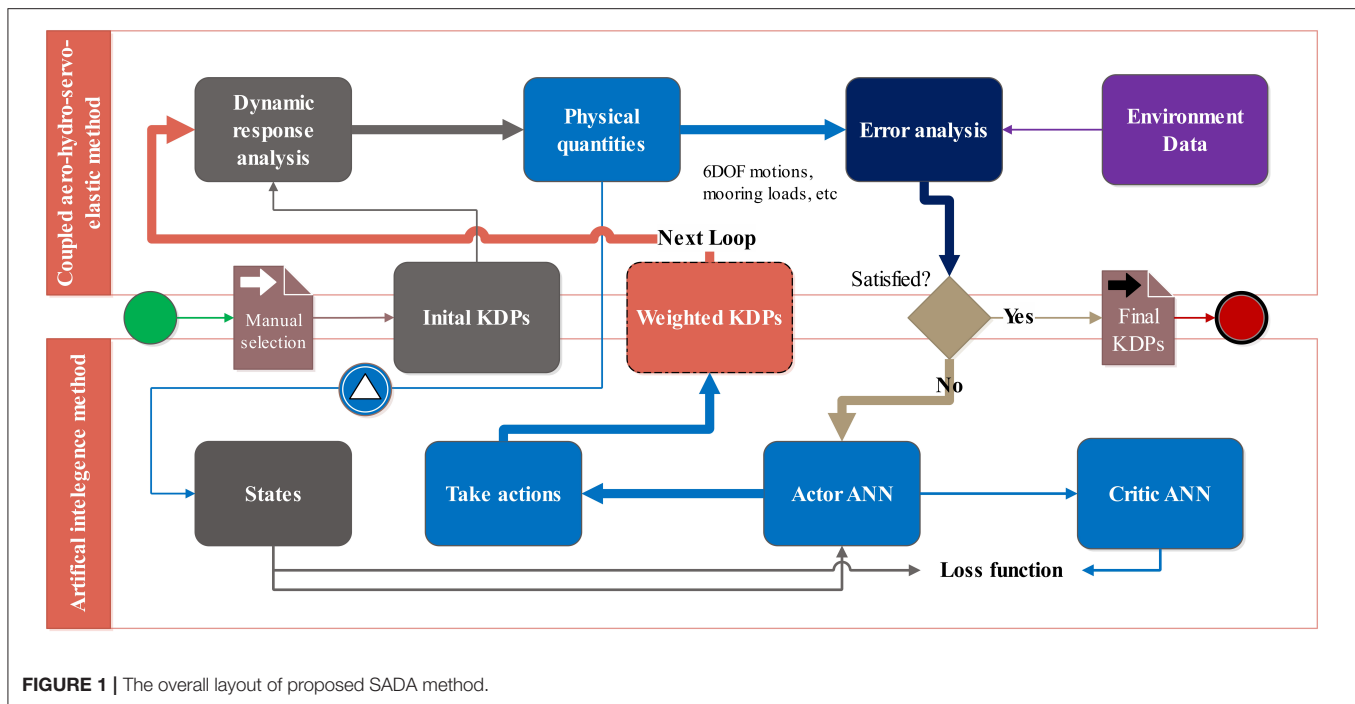 Coupled aero-hydro-servo-
elastic method
Dynamic
response
analysis
Physical
quantities
Error analysis
Environment
Data
6DOF motions,
mooring loads, etc
Next Loop
Manual
selection
Inital KDPs
Weighted KDPs
Satisfied?
Yes
Final
KDPs
No
Artifical intelegence method
States
Take actions
Actor ANN
Critic ANN
Loss function
FIGURE 1 | The overall layout of proposed SADA method.